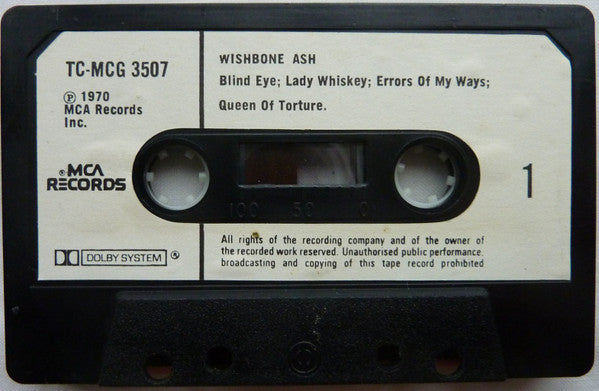 TC-MCG 3507
℗ 1970
MCA Records
Inc.
MCA
RECORDS
DOLBY SYSTEM ®
WISHBONE ASH
Blind Eye; Lady Whiskey; Errors Of My Ways;
Queen Of Torture.
1
100 50 0
All rights of the recording company and of the owner of
the recorded work reserved. Unauthorised public performance,
broadcasting and copying of this tape record prohibited